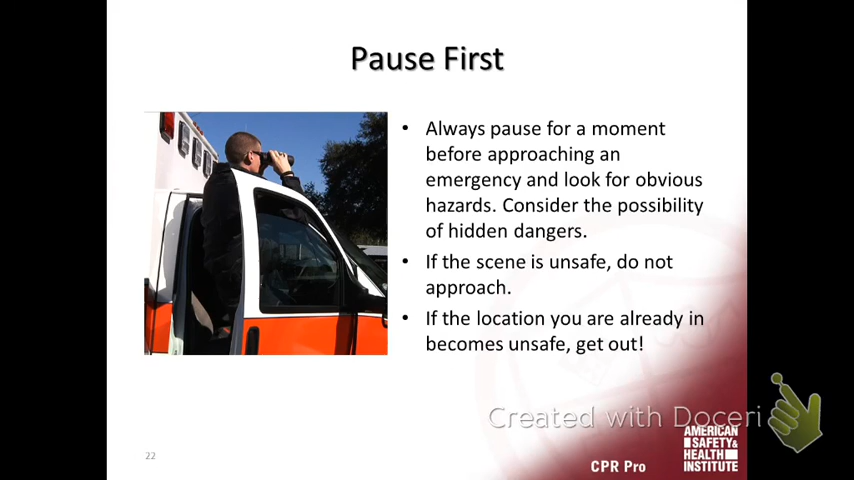 Pause First
• Always pause for a moment
before approaching an
emergency and look for obvious
hazards. Consider the possibility
of hidden dangers.
• If the scene is unsafe, do not
approach.
• If the location you are already in
becomes unsafe, get out!
Created with Doceri
22
CPR Pro
AMERICAN
SAFETY&
HEALTH
INSTITUTE